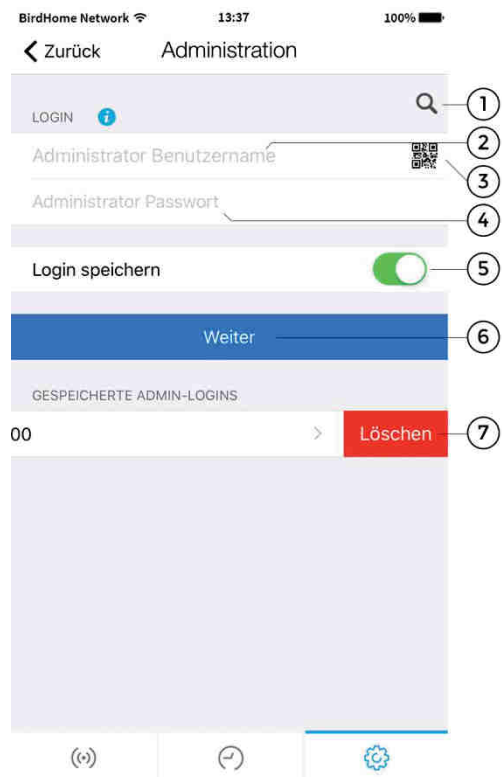 BirdHome Network 13:37 100%
Zurück Administration
1
LOGIN i
2
Administrator Benutzername
3
Administrator Passwort
4
Login speichern 5
Weiter 6
GESPEICHERTE ADMIN-LOGINS
00 Löschen 7